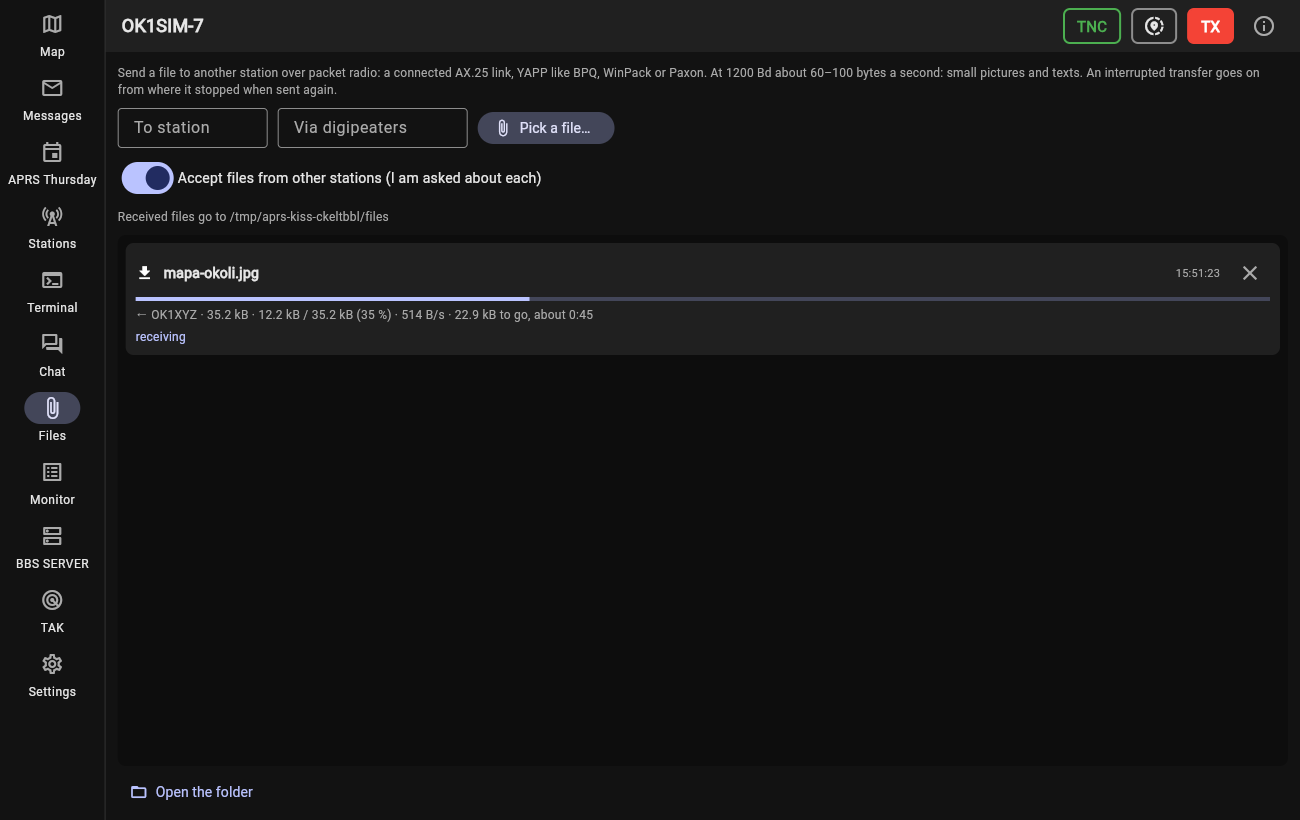 OK1SIM-7
TNC
TX
Map
Messages
APRS Thursday
Stations
Terminal
Chat
Files
Monitor
BBS SERVER
TAK
Settings
Send a file to another station over packet radio: a connected AX.25 link, YAPP like BPQ, WinPack or Paxon. At 1200 Bd about 60–100 bytes a second: small pictures and texts. An interrupted transfer goes on
from where it stopped when sent again.
To station
Via digipeaters
Pick a file...
Accept files from other stations (I am asked about each)
Received files go to /tmp/aprs-kiss-ckeltbbl/files
mapa-okoli.jpg
15:51:23
← OK1XYZ · 35.2 kB · 12.2 kB / 35.2 kB (35 %) · 514 B/s · 22.9 kB to go, about 0:45
receiving
Open the folder